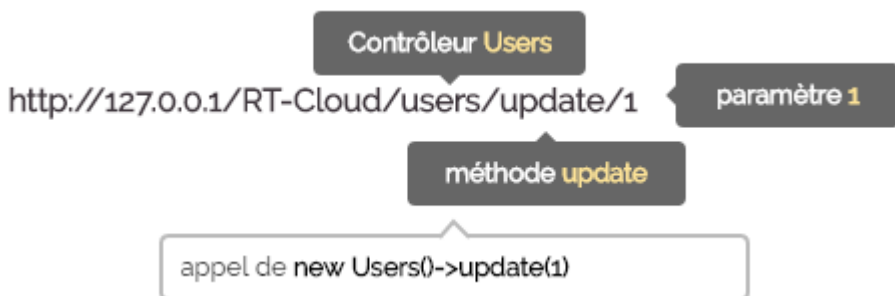 Contrôleur Users
http://127.0.0.1/RT-Cloud/users/update/1
paramètre 1
méthode update
appel de new Users()->update(1)